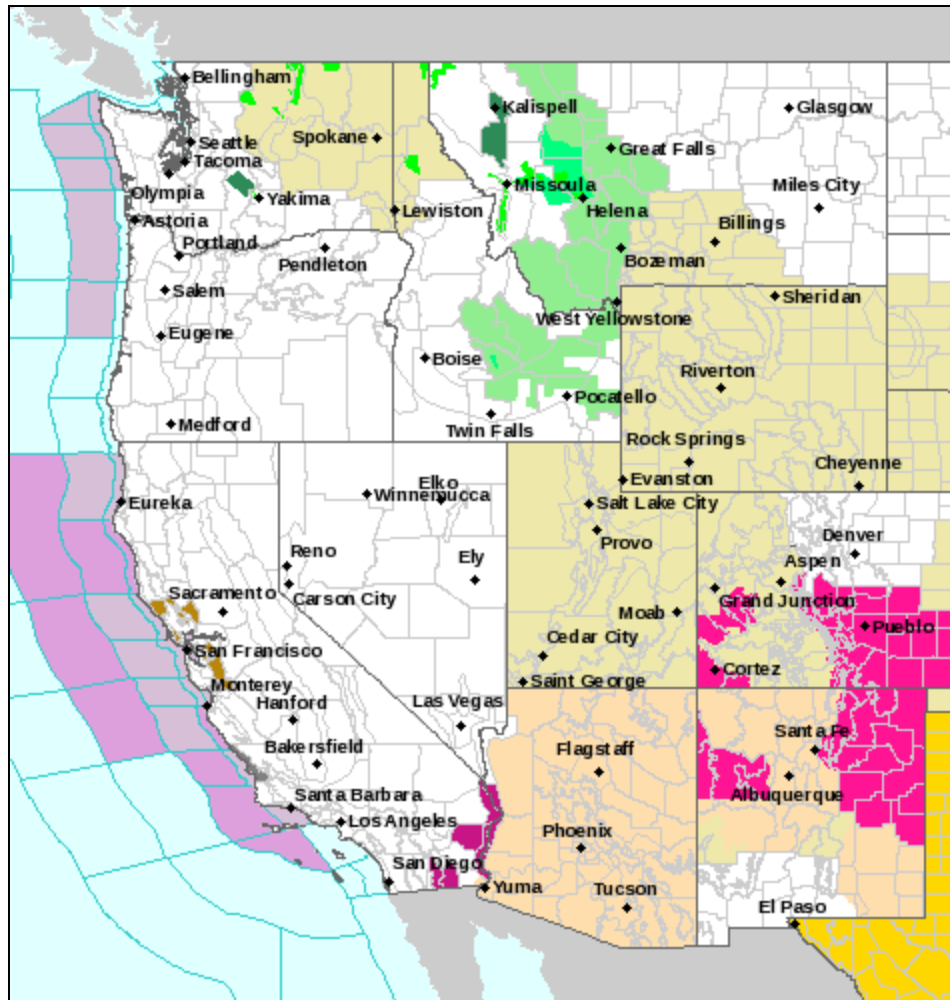 Bellingham
Kalispell
Glasgow
Spokane
Seattle
Great Falls
Tacoma
Missoula
Miles City
Olympia
Yakima
Lewiston
Helena
Astoria
Billings
Portland
Bozeman
Pendleton
Salem
Sheridan
West Yellowstone
Eugene
Boise
Riverton
Pocatello
Medford
Twin Falls
Rock Springs
Cheyenne
Evanston
Elko
Winnemucca
Eureka
Salt Lake City
Denver
Provo
Reno
Ely
Aspen
Sacramento
Carson City
Grand Junction
Moab
Pueblo
Cedar City
San Francisco
Cortez
Saint George
Monterey
Hanford
Las Vegas
Santa Fe
Bakersfield
Flagstaff
Santa Barbara
Albuquerque
Los Angeles
Phoenix
San Diego
Yuma
Tucson
El Paso